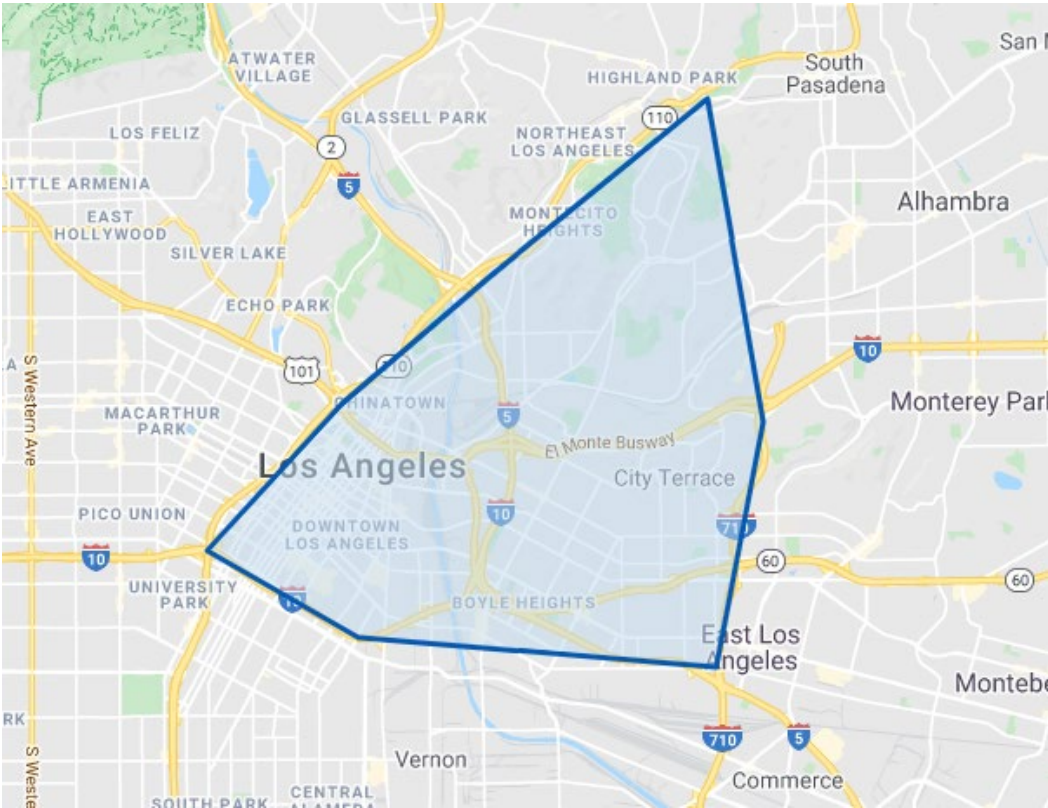 San
ATWATER
VILLAGE
HIGHLAND PARK
South
Pasadena
GLASSELL PARK
110
LOS FELIZ
2
NORTHEAST
LOS ANGELES
5
LITTLE ARMENIA
EAST
HOLLYWOOD
MONTECITO
HEIGHTS
Alhambra
SILVER LAKE
ECHO PARK
10
110
101
S Western Ave
CHINATOWN
Monterey Park
MACARTHUR
PARK
5
El Monte Busway
Los Angeles
City Terrace
10
PICO UNION
DOWNTOWN
LOS ANGELES
710
10
60
60
UNIVERSITY
PARK
10
BOYLE HEIGHTS
East Los
Angeles
Montebe
RK
710
5
S Weste
Vernon
Commerce
CENTRAL
ALAMEDA
SOUTH PARK